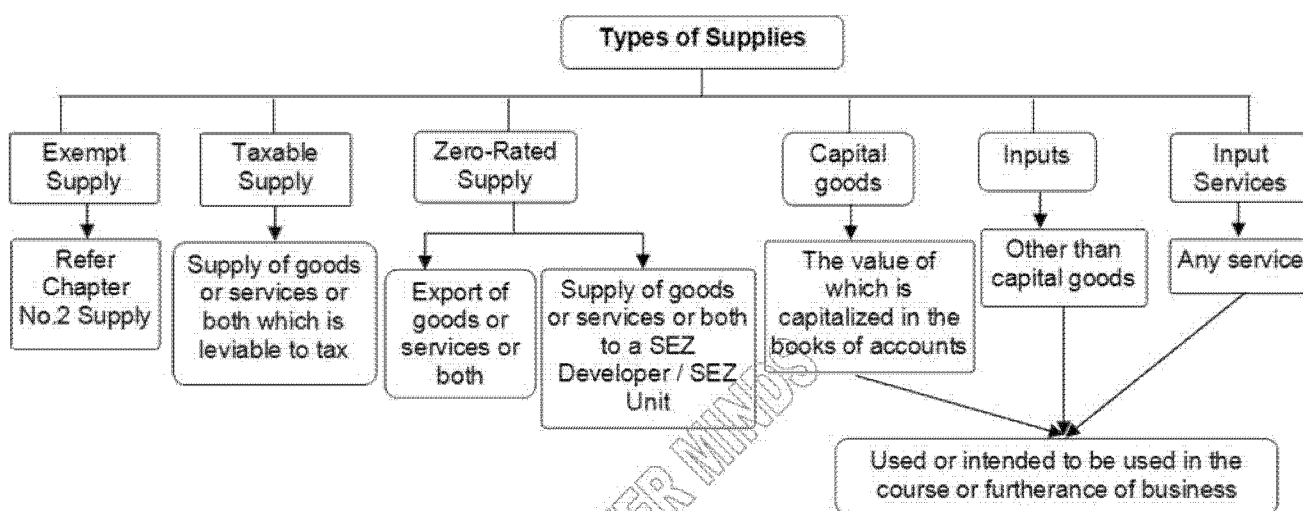 Types of Supplies
Exempt
Supply
Taxable
Supply
Zero-Rated
Supply
Capital
goods
Inputs
Input
Services
Refer
Chapter
No.2 Supply
Supply of goods
or services or
both which is
leviable to tax
Export of
goods or
services or
both
Supply of goods
or services or both
to a SEZ
Developer / SEZ
Unit
The value of
which is
capitalized in the
books of accounts
Other than
capital goods
Any service
Used or intended to be used in the
course or furtherance of business
MINDS